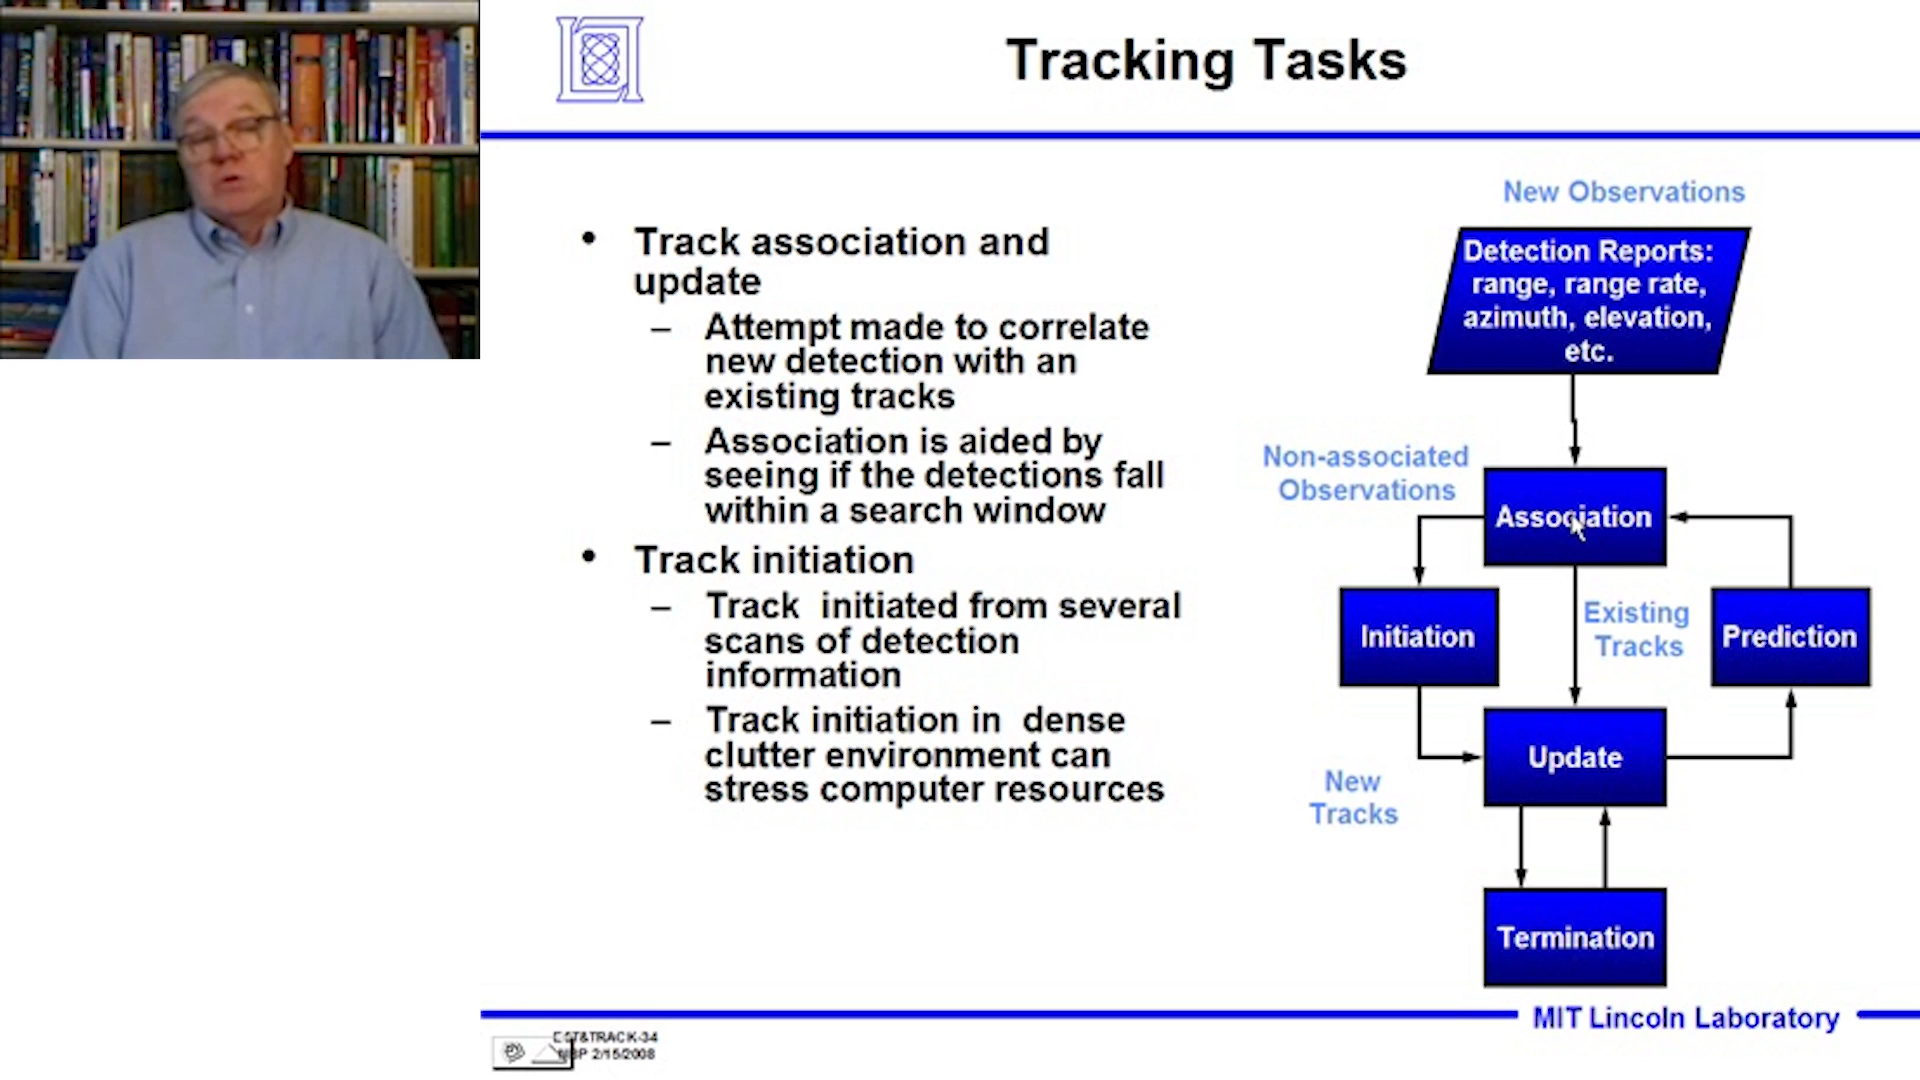 Tracking Tasks
• Track association and
update
– Attempt made to correlate
new detection with an
existing tracks
– Association is aided by
seeing if the detections fall
within a search window
• Track initiation
– Track initiated from several
scans of detection
information
– Track initiation in dense
clutter environment can
stress computer resources
New Observations
Detection Reports:
range, range rate,
azimuth, elevation,
etc.
Non-associated
Observations
Association
Initiation
Existing
Tracks
Prediction
Update
New
Tracks
Termination
MIT Lincoln Laboratory
2/15/2008